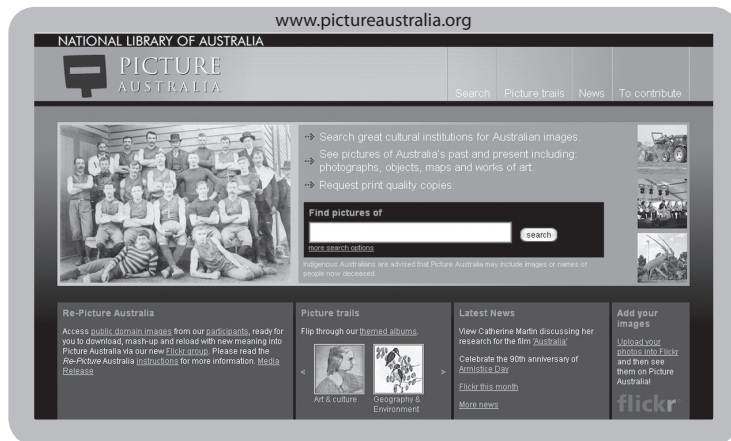 www.pictureaustralia.org
NATIONAL LIBRARY OF AUSTRALIA
PICTURE
AUSTRALIA
Search Picture trails News To contribute
Search great cultural institutions for Australian images.
See pictures of Australia's past and present including:
photographs, objects, maps and works of art.
Request print quality copies.
Find pictures of
search
more search options
Indigenous Australians are advised that Picture Australia may include images or names of
people now deceased.
Re-Picture Australia
Access public domain images from our participants, ready for
you to download, mash-up and reload with new meaning into
Picture Australia via our new Flickr group. Please read the
Re-Picture Australia instructions for more information. Media
Release
Picture trails
Flip through our themed albums.
< >
Art & culture
Geography &
Environment
Latest News
View Catherine Martin discussing her
research for the film 'Australia'
Celebrate the 90th anniversary of
Armistice Day
Flickr this month
More news
Add your
images
Upload your
photos into Flickr
and then see
them on Picture
Australia!
flickr